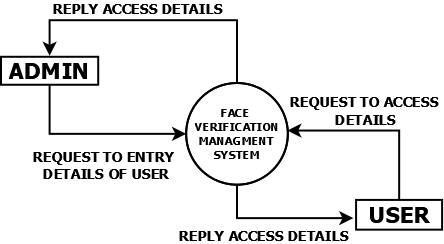 REPLY ACCESS DETAILS
ADMIN
FACE
VERIFICATION
MANAGMENT
SYSTEM
REQUEST TO ACCESS
DETAILS
REQUEST TO ENTRY
DETAILS OF USER
USER
REPLY ACCESS DETAILS